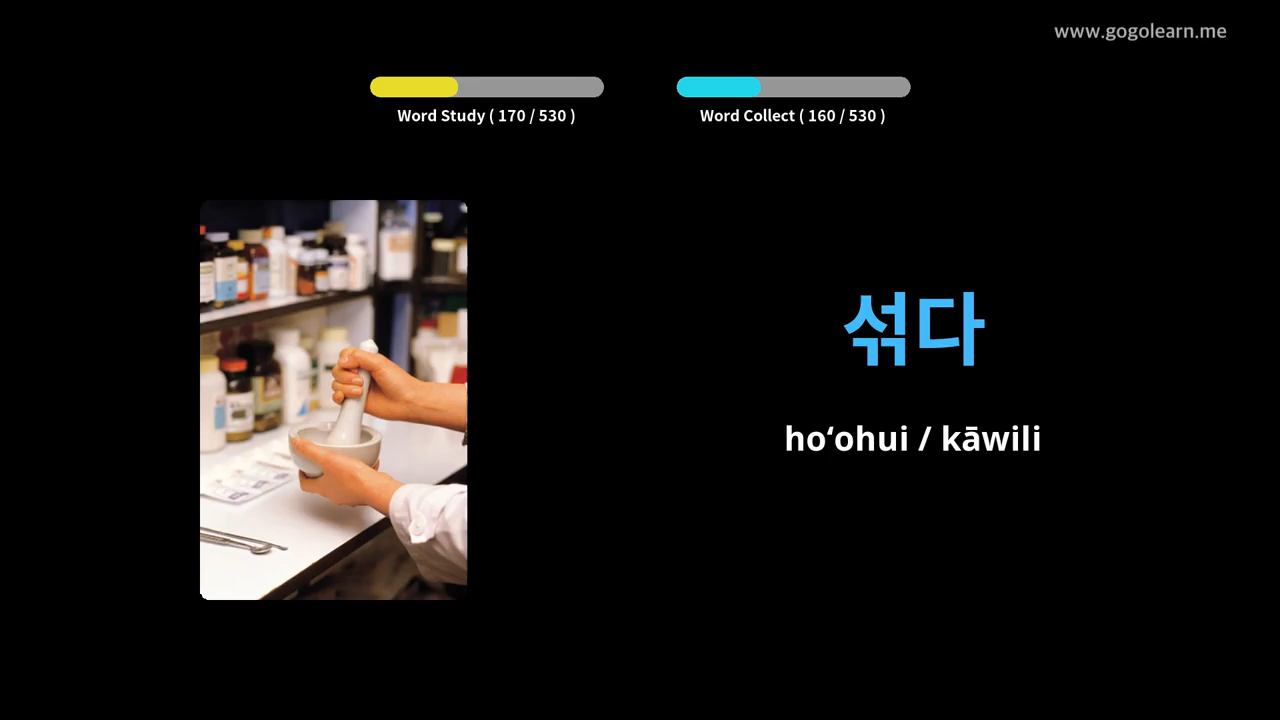 www.gogolearn.me
Word Study ( 170 / 530 )
Word Collect ( 160 / 530 )
섞다
hoʻohui / kāwili